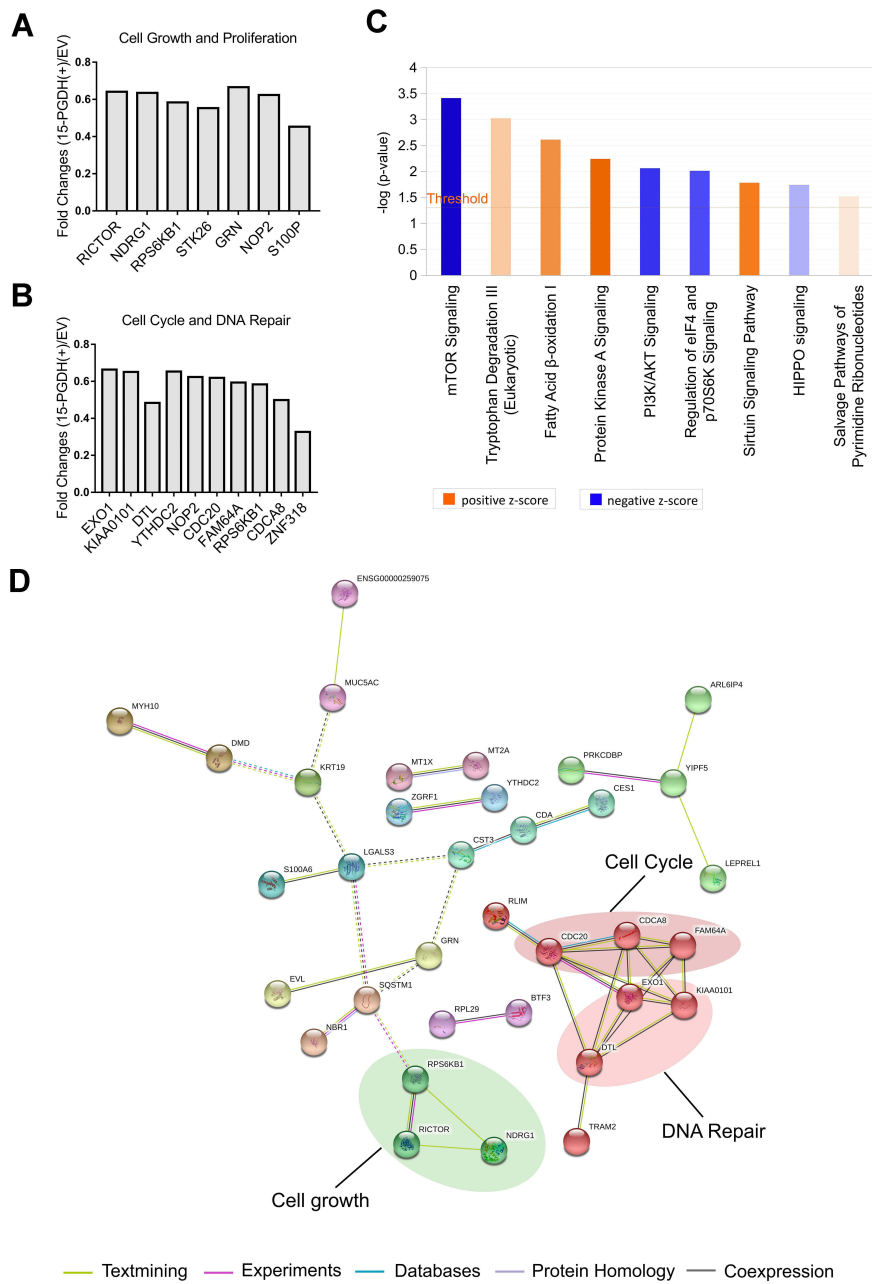 A
Cell Growth and Proliferation
Fold Changes (15-PGDH(+)/EV)
0.8
0.6
0.4
0.2
0.0
RICTOR
NDRG1
RPS6KB1
STK26
GRN
NOP2
S100P
B
Cell Cycle and DNA Repair
Fold Changes (15-PGDH(+)/EV)
0.8
0.6
0.4
0.2
0.0
EXO1
KIAA0101
DTL
YTHDC2
NOP2
CDC20
FAM64A
RPS6KB1
CDCA8
ZNF318
C
-log (p-value)
4
3.5
3
2.5
2
1.5
1
0.5
0
Threshold
mTOR Signaling
Tryptophan Degradation III
(Eukaryotic)
Fatty Acid β-oxidation I
Protein Kinase A Signaling
PI3K/AKT Signaling
Regulation of eIF4 and
p70S6K Signaling
Sirtuin Signaling Pathway
HIPPO signaling
Salvage Pathways of
Pyrimidine Ribonucleotides
positive z-score
negative z-score
D
ENSG00000259075
MUC5AC
ARL6IP4
MYH10
DMD
KRT19
MT1X
MT2A
PRKCDBP
YIPF5
ZGRF1
YTHDC2
CES1
CDA
CST3
LGALS3
S100A6
LEPREL1
Cell Cycle
RLIM
CDC20
CDCA8
FAM64A
GRN
EVL
SQSTM1
EXO1
KIAA0101
NBR1
RPL29
BTF3
DTL
RPS6KB1
RICTOR
NDRG1
TRAM2
DNA Repair
Cell growth
Textmining
Experiments
Databases
Protein Homology
Coexpression